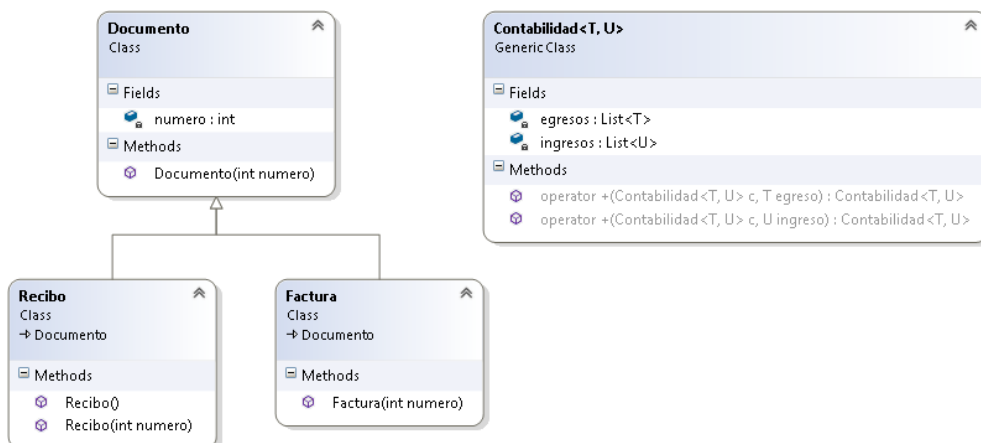 Documento
Class
Fields
numero : int
Methods
Documento(int numero)
Contabilidad<T, U>
Generic Class
Fields
egresos : List<T>
ingresos : List<U>
Methods
operator +(Contabilidad<T, U> c, T egreso) : Contabilidad<T, U>
operator +(Contabilidad<T, U> c, U ingreso) : Contabilidad<T, U>
Recibo
Class
Documento
Methods
Recibo()
Recibo(int numero)
Factura
Class
Documento
Methods
Factura(int numero)